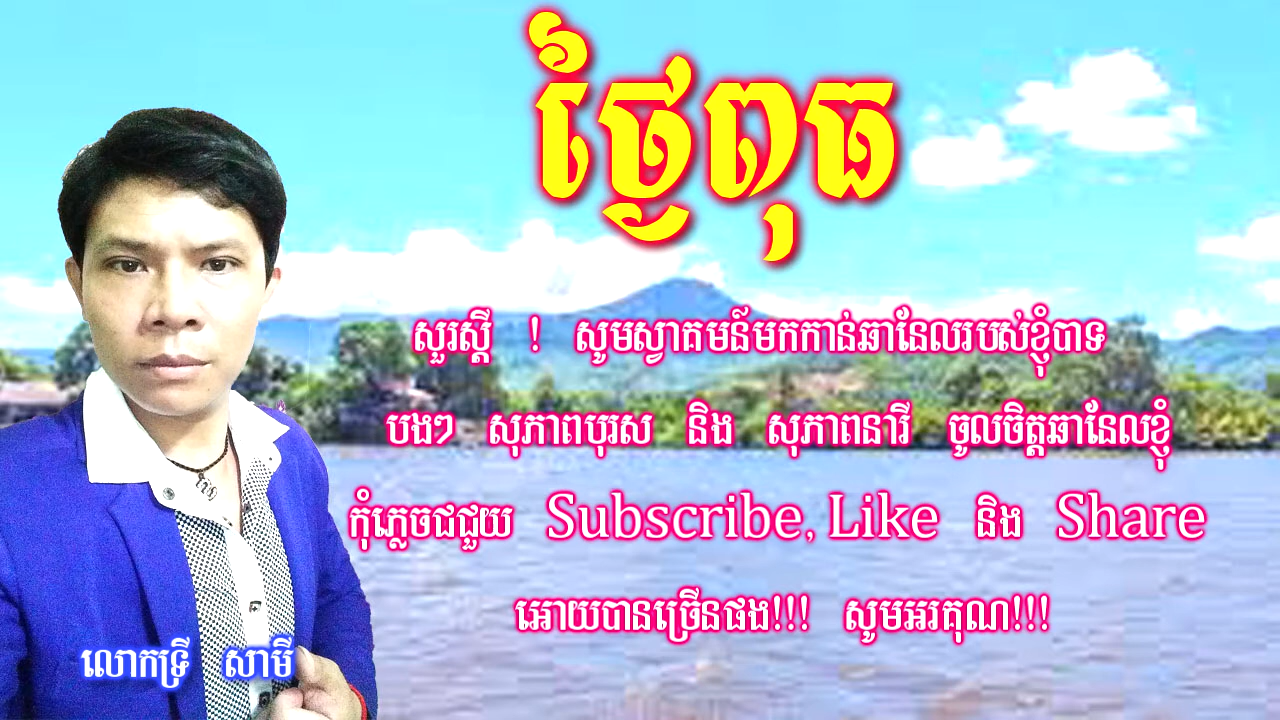 ថ្ងៃពុធ
សួរស្ដី ! សូមស្វាគមន៍មកកាន់ឆានែលរបស់ខ្ញុំបាទ
បងៗ សុភាពបុរស និង សុភាពនារី ចូលចិត្តឆានែលខ្ញុំ
កុំភ្លេចជជួយ Subscribe, Like និង Share
អោយបានច្រើនផង!!! សូមអរគុណ!!!
លោកទ្រី សាមី